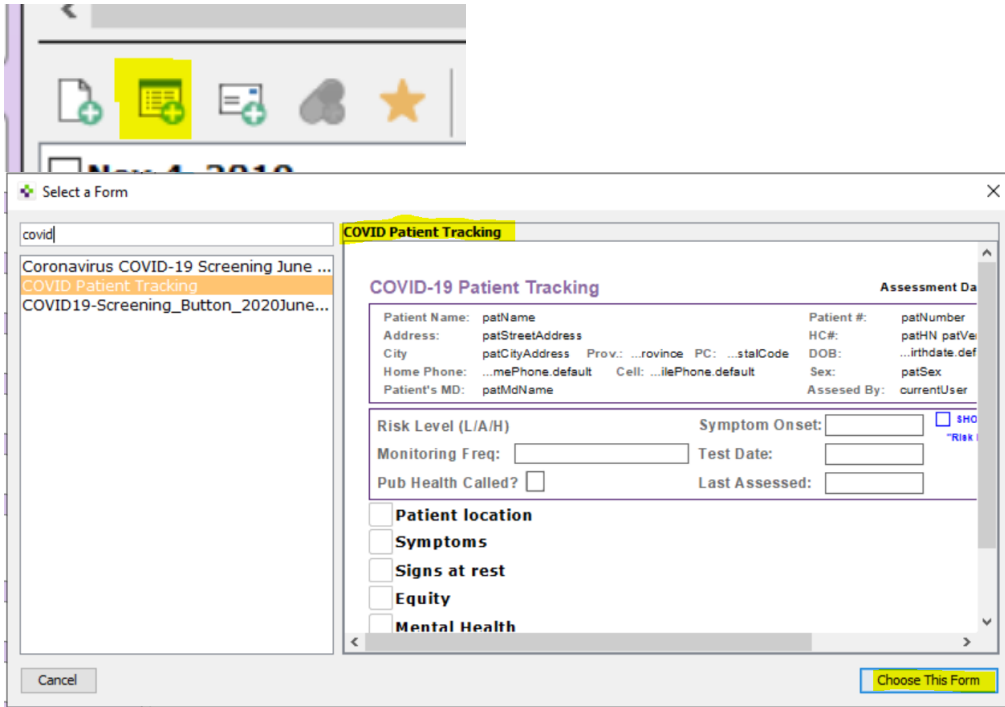 Select a Form
covid
COVID Patient Tracking
Coronavirus COVID-19 Screening June ...
COVID Patient Tracking
COVID19-Screening_Button_2020June...
COVID-19 Patient Tracking
Assessment Da
Patient Name: patName Patient #: patNumber
Address: patStreetAddress HC#: patHN patVe
City patCityAddress Prov.: ...rovince PC: ...stalCode DOB: ...irthdate.def
Home Phone: ...mePhone.default Cell: ...ilePhone.default Sex: patSex
Patient's MD: patMdName Assesed By: currentUser
Risk Level (L/A/H) Symptom Onset: SHO
"Risk
Monitoring Freq: Test Date:
Pub Health Called? Last Assessed:
Patient location
Symptoms
Signs at rest
Equity
Mental Health
Cancel
Choose This Form